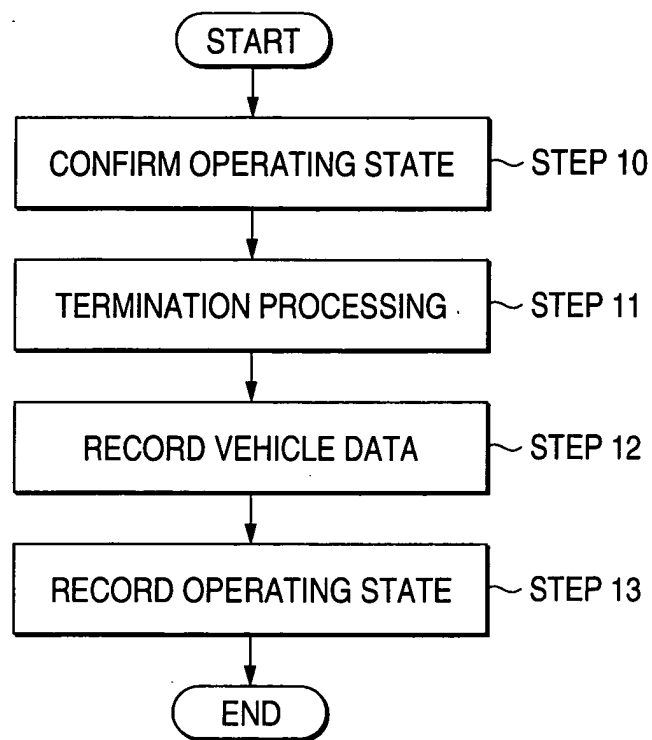 START
CONFIRM OPERATING STATE
STEP 10
TERMINATION PROCESSING
STEP 11
RECORD VEHICLE DATA
STEP 12
RECORD OPERATING STATE
STEP 13
END